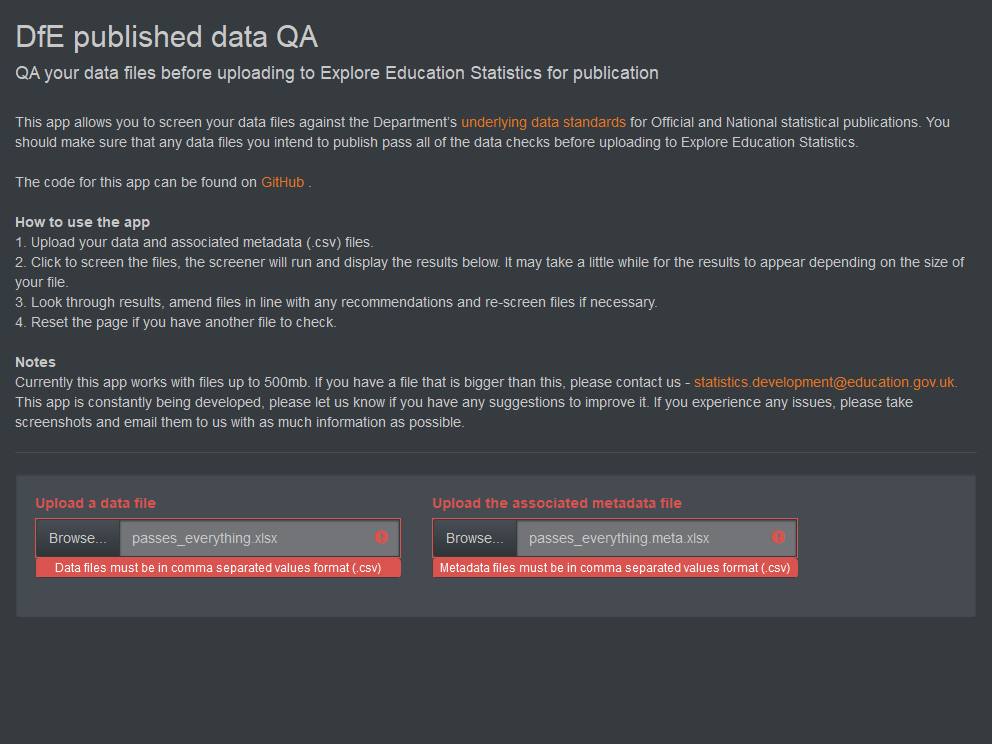 DfE published data QA
QA your data files before uploading to Explore Education Statistics for publication
This app allows you to screen your data files against the Department's underlying data standards for Official and National statistical publications. You
should make sure that any data files you intend to publish pass all of the data checks before uploading to Explore Education Statistics.
The code for this app can be found on GitHub .
How to use the app
1. Upload your data and associated metadata (.csv) files.
2. Click to screen the files, the screener will run and display the results below. It may take a little while for the results to appear depending on the size of
your file.
3. Look through results, amend files in line with any recommendations and re-screen files if necessary.
4. Reset the page if you have another file to check.
Notes
Currently this app works with files up to 500mb. If you have a file that is bigger than this, please contact us - statistics.development@education.gov.uk.
This app is constantly being developed, please let us know if you have any suggestions to improve it. If you experience any issues, please take
screenshots and email them to us with as much information as possible.
Upload a data file
Browse... passes_everything.xlsx
Data files must be in comma separated values format (.csv)
Upload the associated metadata file
Browse... passes_everything.meta.xlsx
Metadata files must be in comma separated values format (.csv)